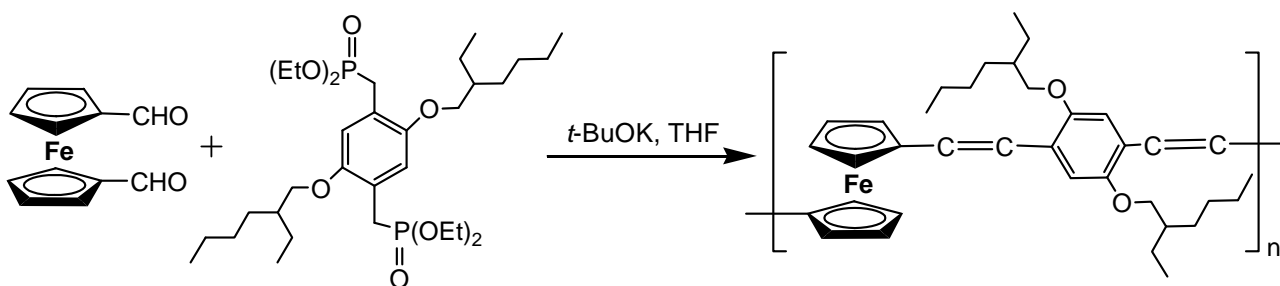 CHO
Fe
CHO
+
O
(EtO)2P
O
O
P(OEt)2
O
t-BuOK, THF
Fe
C=C
O
O
C=C
n